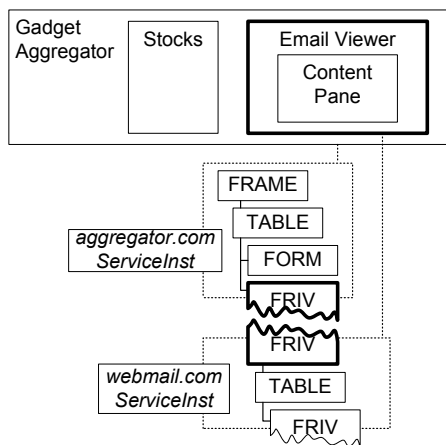 Gadget
Aggregator
Stocks
Email Viewer
Content
Pane
FRAME
TABLE
FORM
aggregator.com
ServiceInst
FRIV
FRIV
webmail.com
ServiceInst
TABLE
FRIV